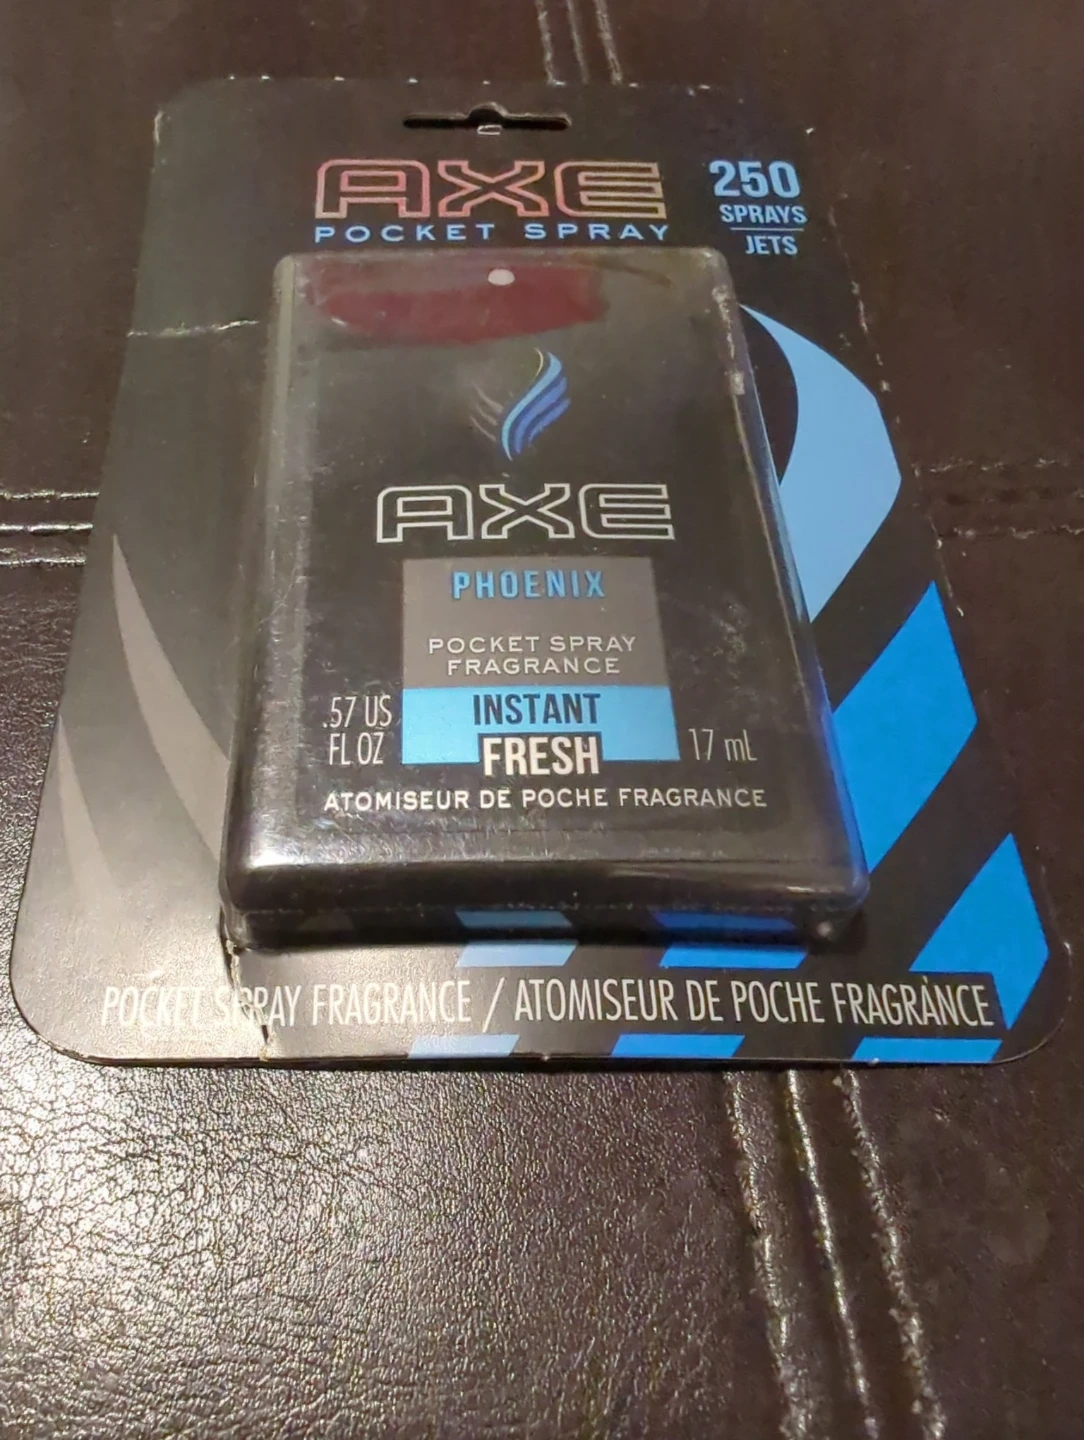 AXE
POCKET SPRAY
250
SPRAYS
JETS
AXE
PHOENIX
POCKET SPRAY
FRAGRANCE
INSTANT
FRESH
.57 US
FL OZ
17 mL
ATOMISEUR DE POCHE FRAGRANCE
POCKET SPRAY FRAGRANCE / ATOMISEUR DE POCHE FRAGRANCE